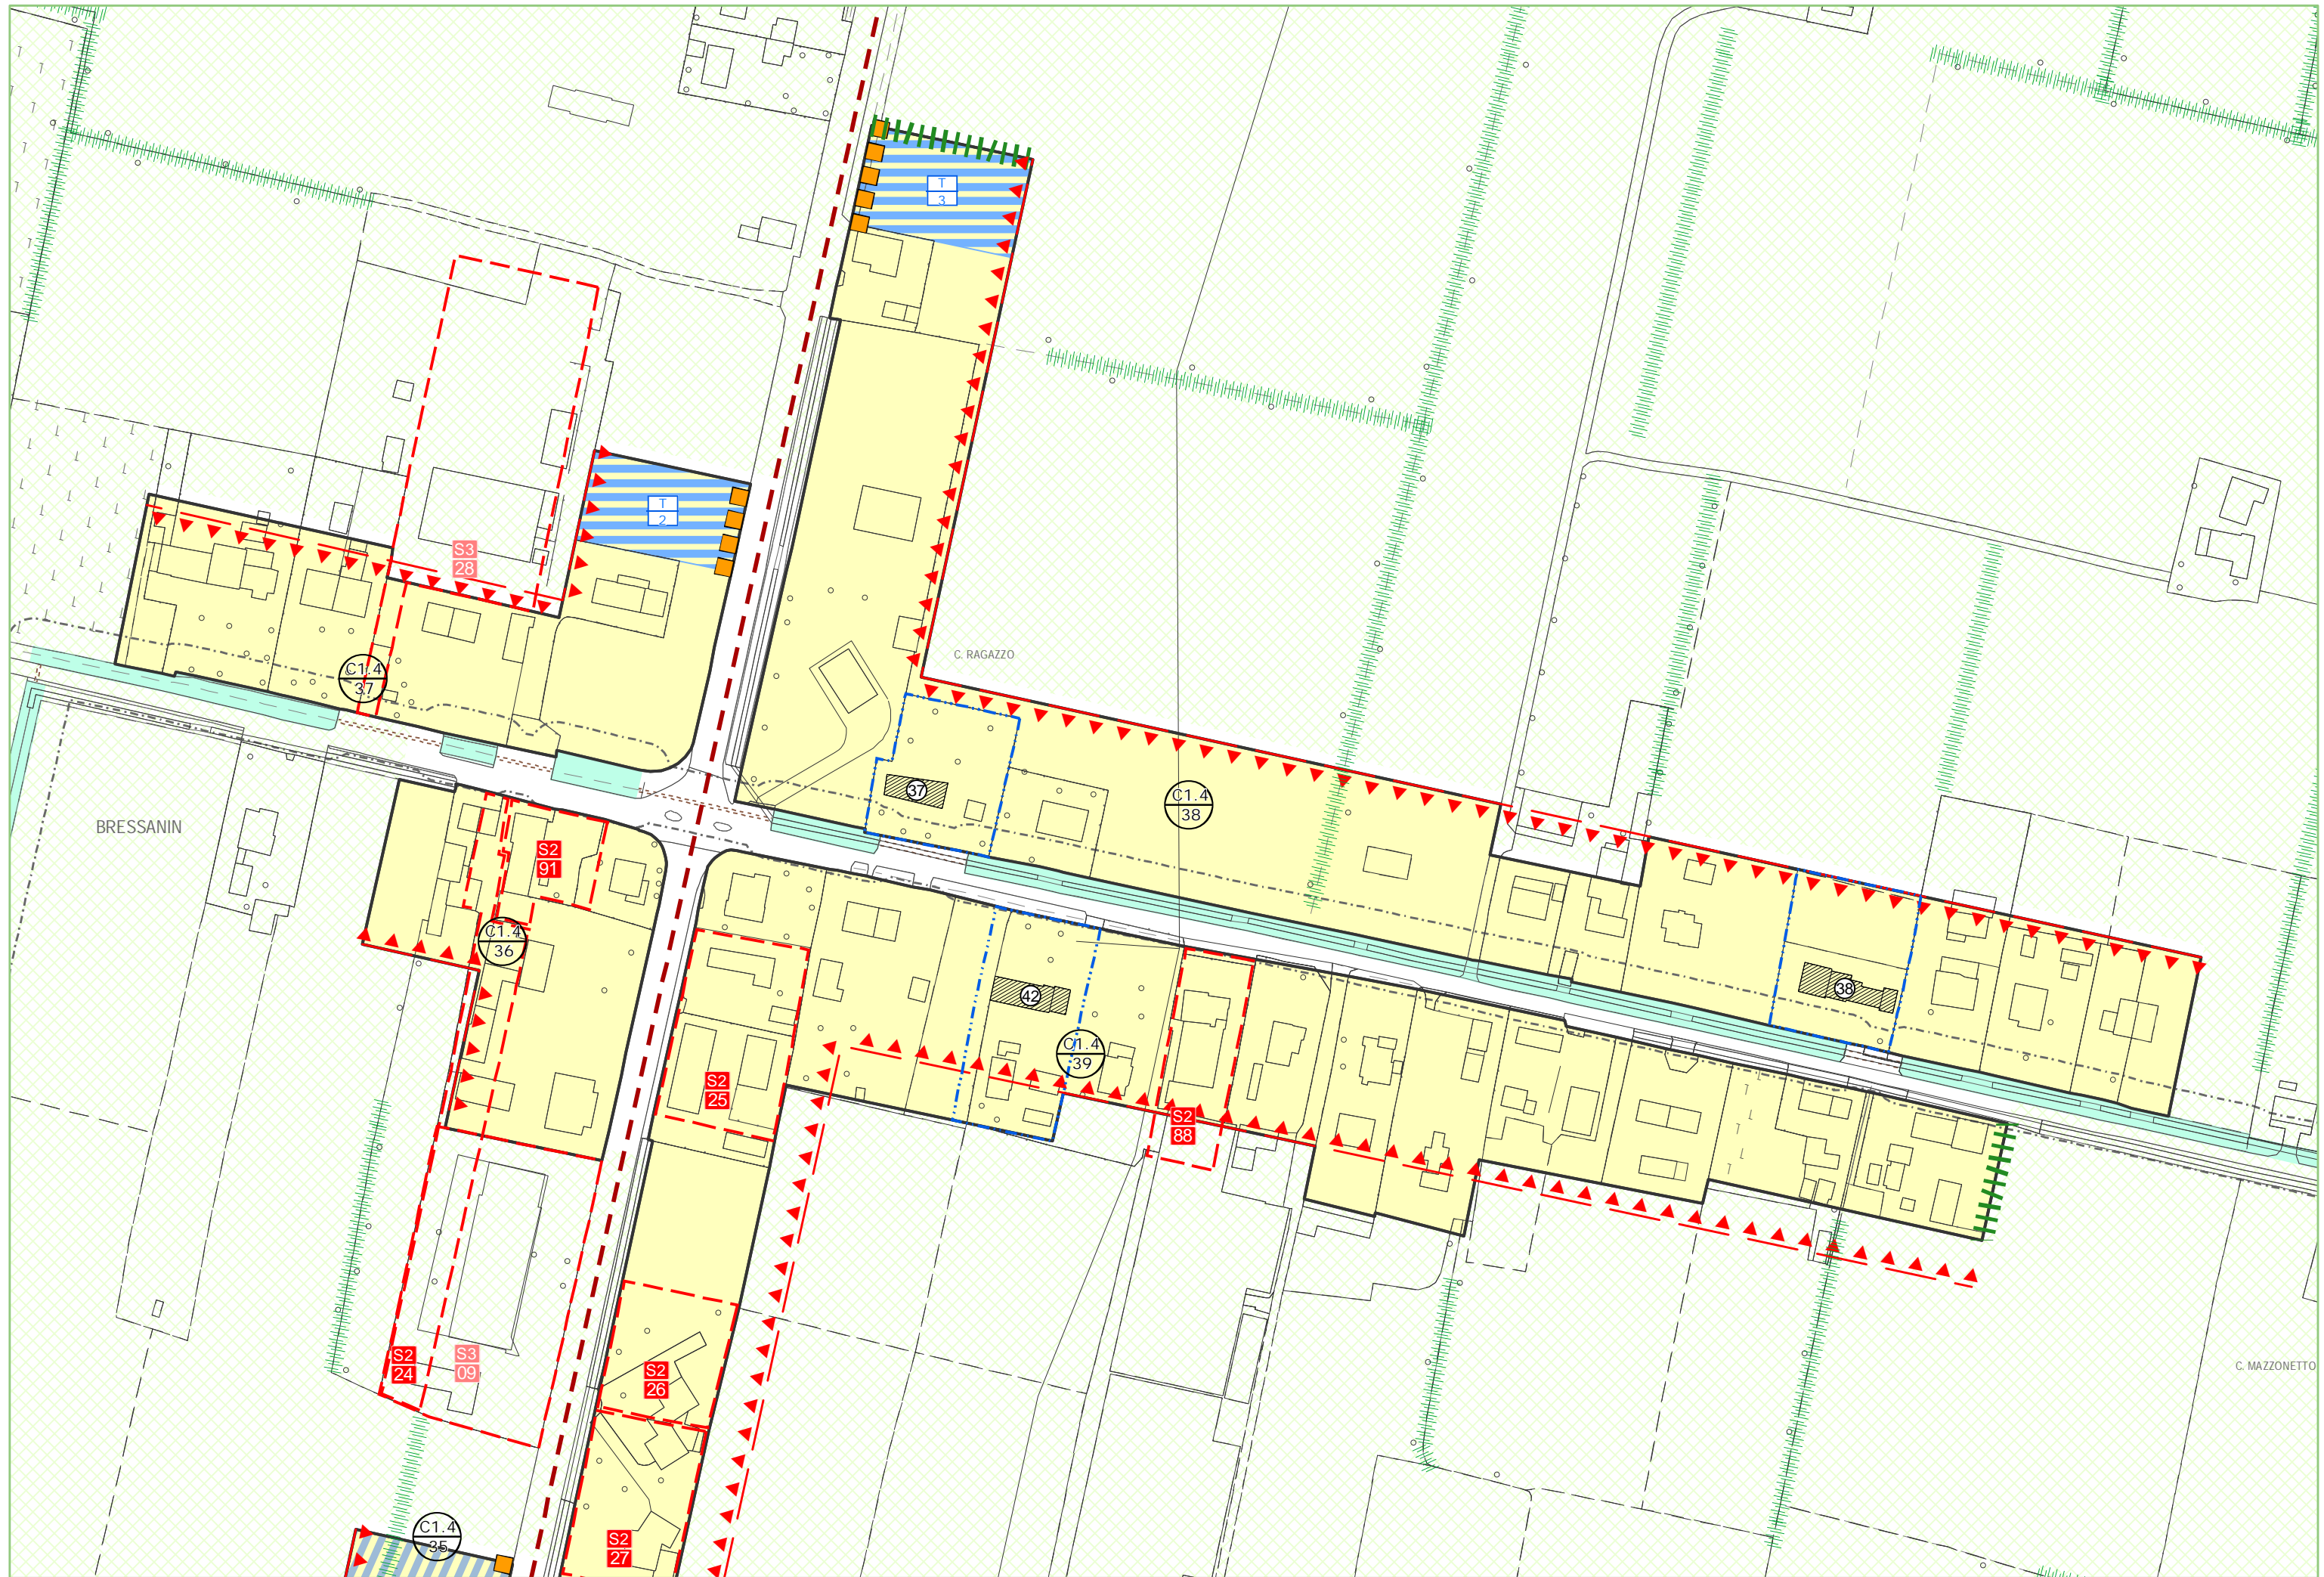 T
3
T
2
S3
28
C. RAGAZZO
C1.4
37
37
C1.4
38
BRESSANIN
S2
91
C1.4
36
42
38
C1.4
39
S2
25
S2
88
S2
24
S3
09
S2
26
C. MAZZONETTO
C1.4
35
S2
27